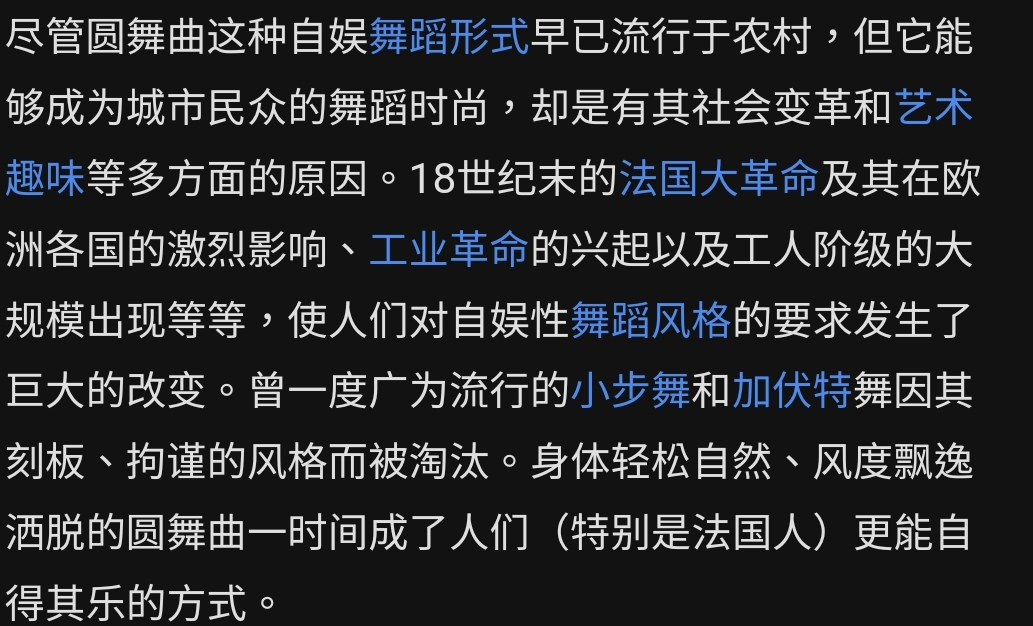 尽管圆舞曲这种自娱舞蹈形式早已流行于农村，但它能
够成为城市民众的舞蹈时尚，却是有其社会变革和艺术
趣味等多方面的原因。18世纪末的法国大革命及其在欧
洲各国的激烈影响、工业革命的兴起以及工人阶级的大
规模出现等等，使人们对自娱性舞蹈风格的要求发生了
巨大的改变。曾一度广为流行的小步舞和加伏特舞因其
刻板、拘谨的风格而被淘汰。身体轻松自然、风度飘逸
洒脱的圆舞曲一时间成了人们（特别是法国人）更能自
得其乐的方式。